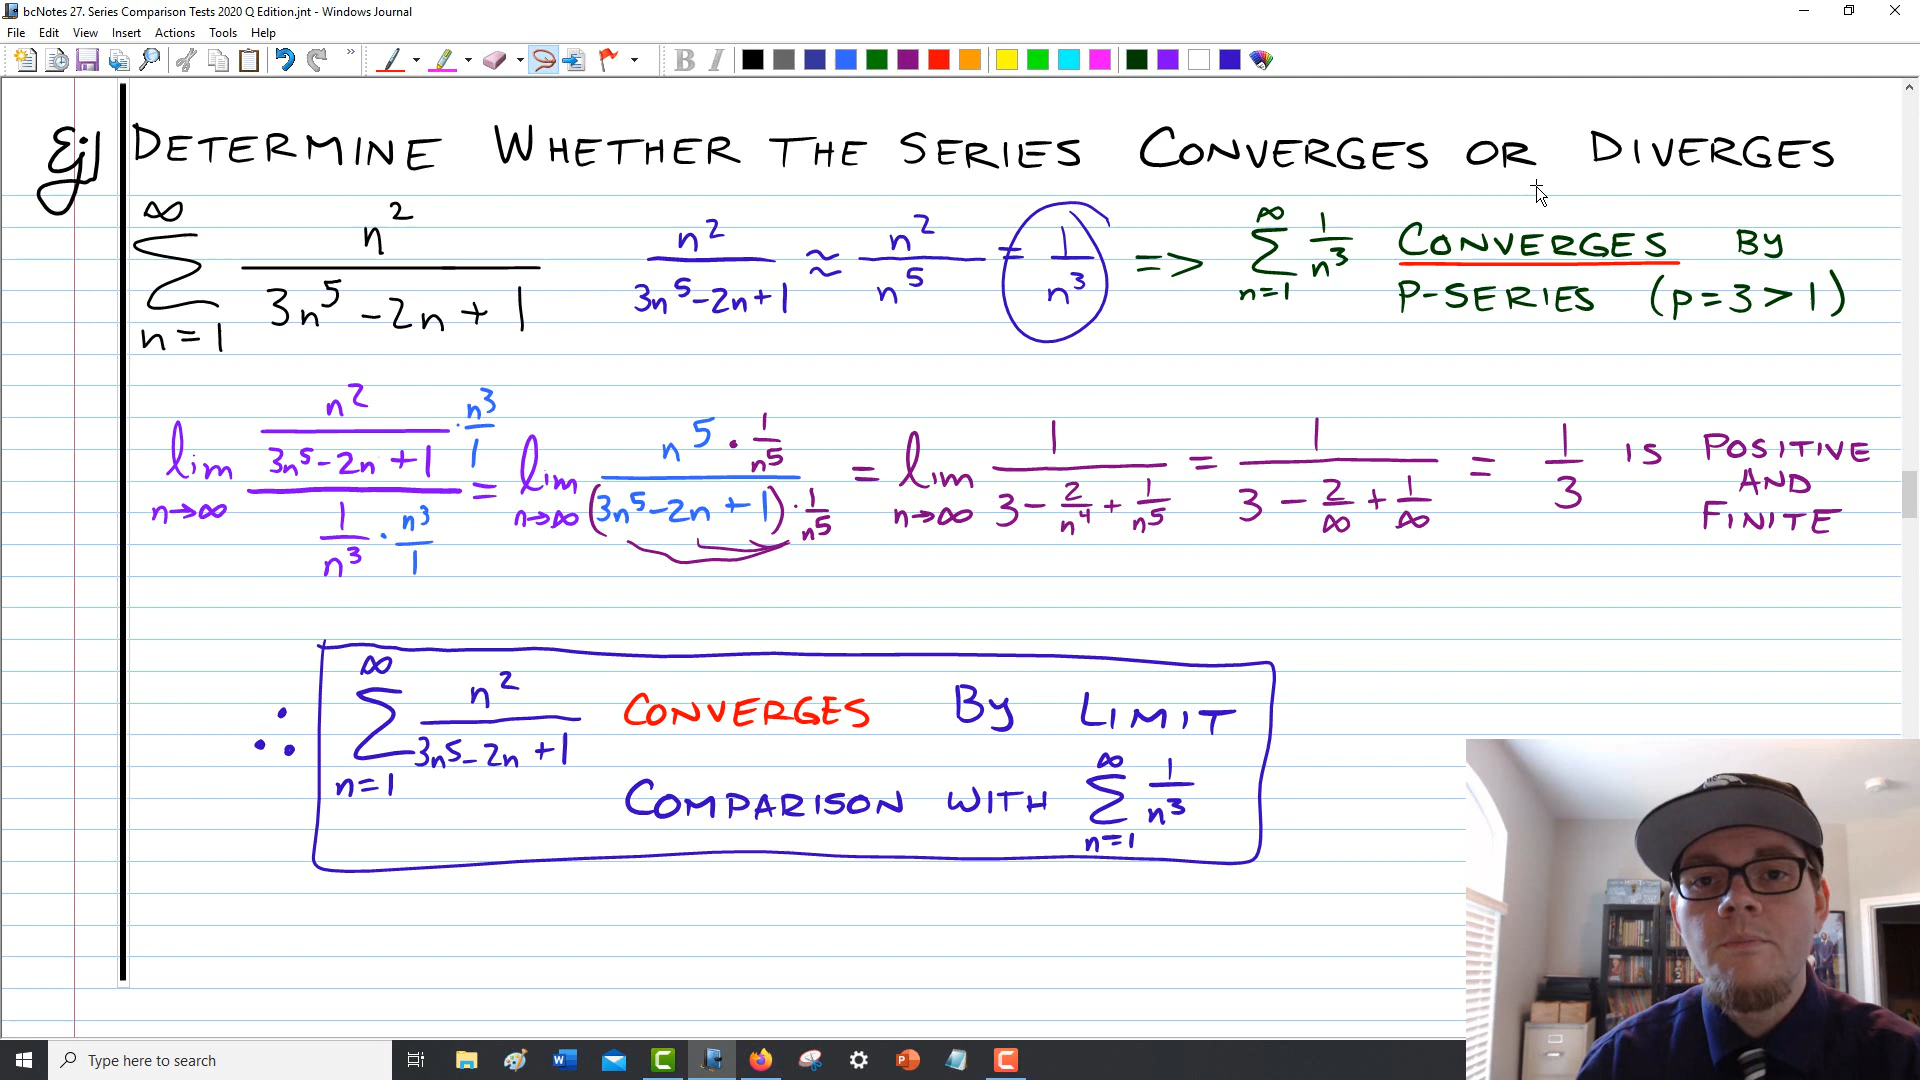 bcNotes 27. Series Comparison Tests 2020 Q Edition.jnt - Windows Journal
File Edit View Insert Actions Tools Help
B I
Ej DETERMINE WHETHER THE SERIES CONVERGES OR DIVERGES
∞ Σ n=1 n² / (3n⁵ - 2n + 1)   n² / (3n⁵-2n+1) ≈ n² / n⁵ = 1 / n³ => ∞ Σ n=1 1/n³ CONVERGES BY
P-SERIES (p=3>1)
lim n→∞ (n² / (3n⁵-2n+1) · n³/1) / (1/n³ · n³/1) = lim n→∞ (n⁵ · 1/n⁵) / ((3n⁵-2n+1) · 1/n⁵) = lim n→∞ 1 / (3 - 2/n⁴ + 1/n⁵) = 1 / (3 - 2/∞ + 1/∞) = 1/3 IS POSITIVE
AND
FINITE
∴ ∞ Σ n=1 n² / (3n⁵-2n+1) CONVERGES BY LIMIT
COMPARISON WITH ∞ Σ n=1 1/n³
Type here to search